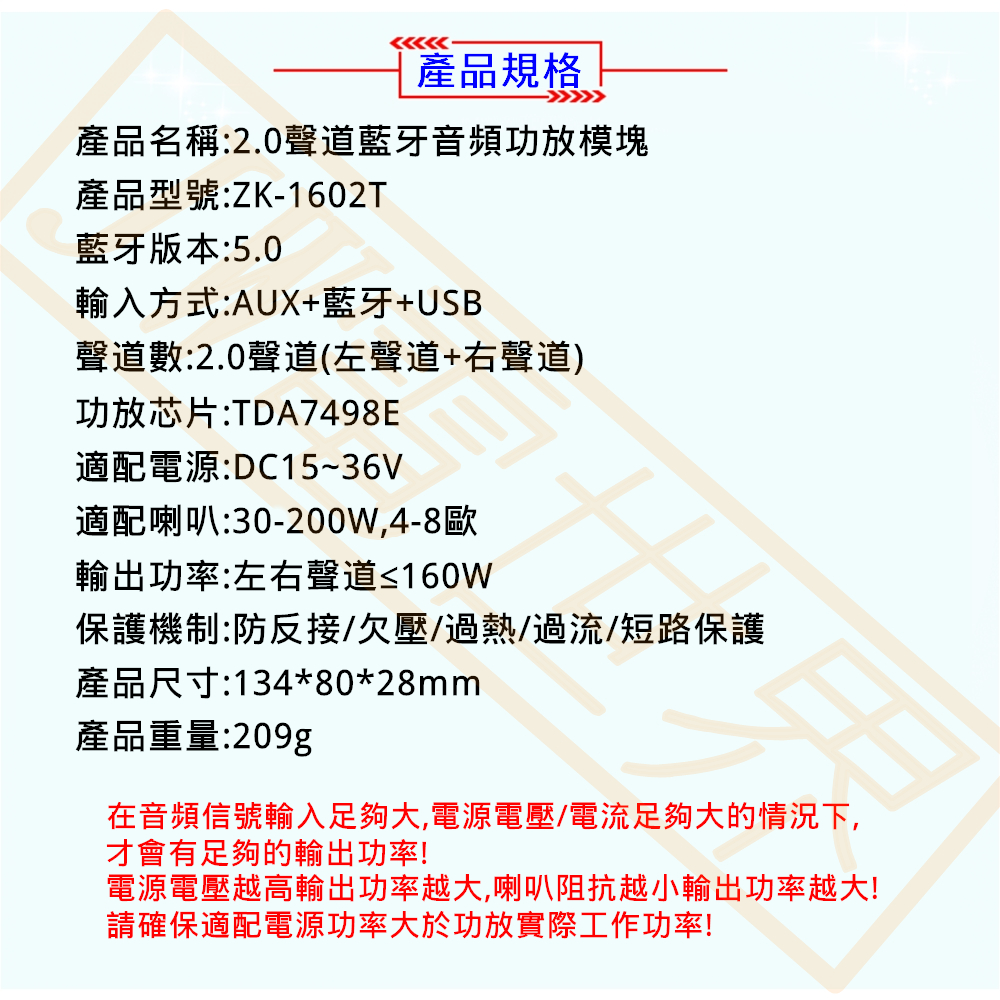 產品規格
產品名稱:2.0聲道藍牙音頻功放模塊
產品型號:ZK-1602T
藍牙版本:5.0
輸入方式:AUX+藍牙+USB
聲道數:2.0聲道(左聲道+右聲道)
功放芯片:TDA7498E
適配電源:DC15~36V
適配喇叭:30-200W,4-8歐
輸出功率:左右聲道≤160W
保護機制:防反接/欠壓/過熱/過流/短路保護
產品尺寸:134*80*28mm
產品重量:209g
在音頻信號輸入足夠大,電源電壓/電流足夠大的情況下,
才會有足夠的輸出功率!
電源電壓越高輸出功率越大,喇叭阻抗越小輸出功率越大!
請確保適配電源功率大於功放實際工作功率!
JW電世界